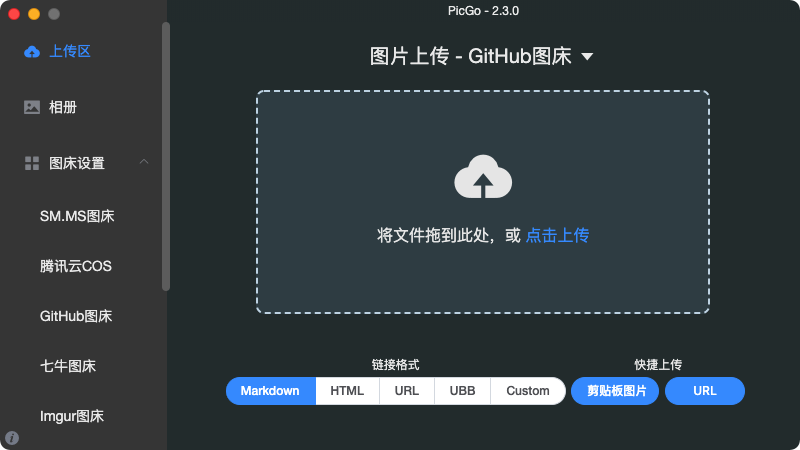 PicGo - 2.3.0
上传区
相册
图床设置
SM.MS图床
腾讯云COS
GitHub图床
七牛图床
Imgur图床
图片上传 - GitHub图床
将文件拖到此处，或 点击上传
链接格式
Markdown HTML URL UBB Custom
快捷上传
剪贴板图片 URL